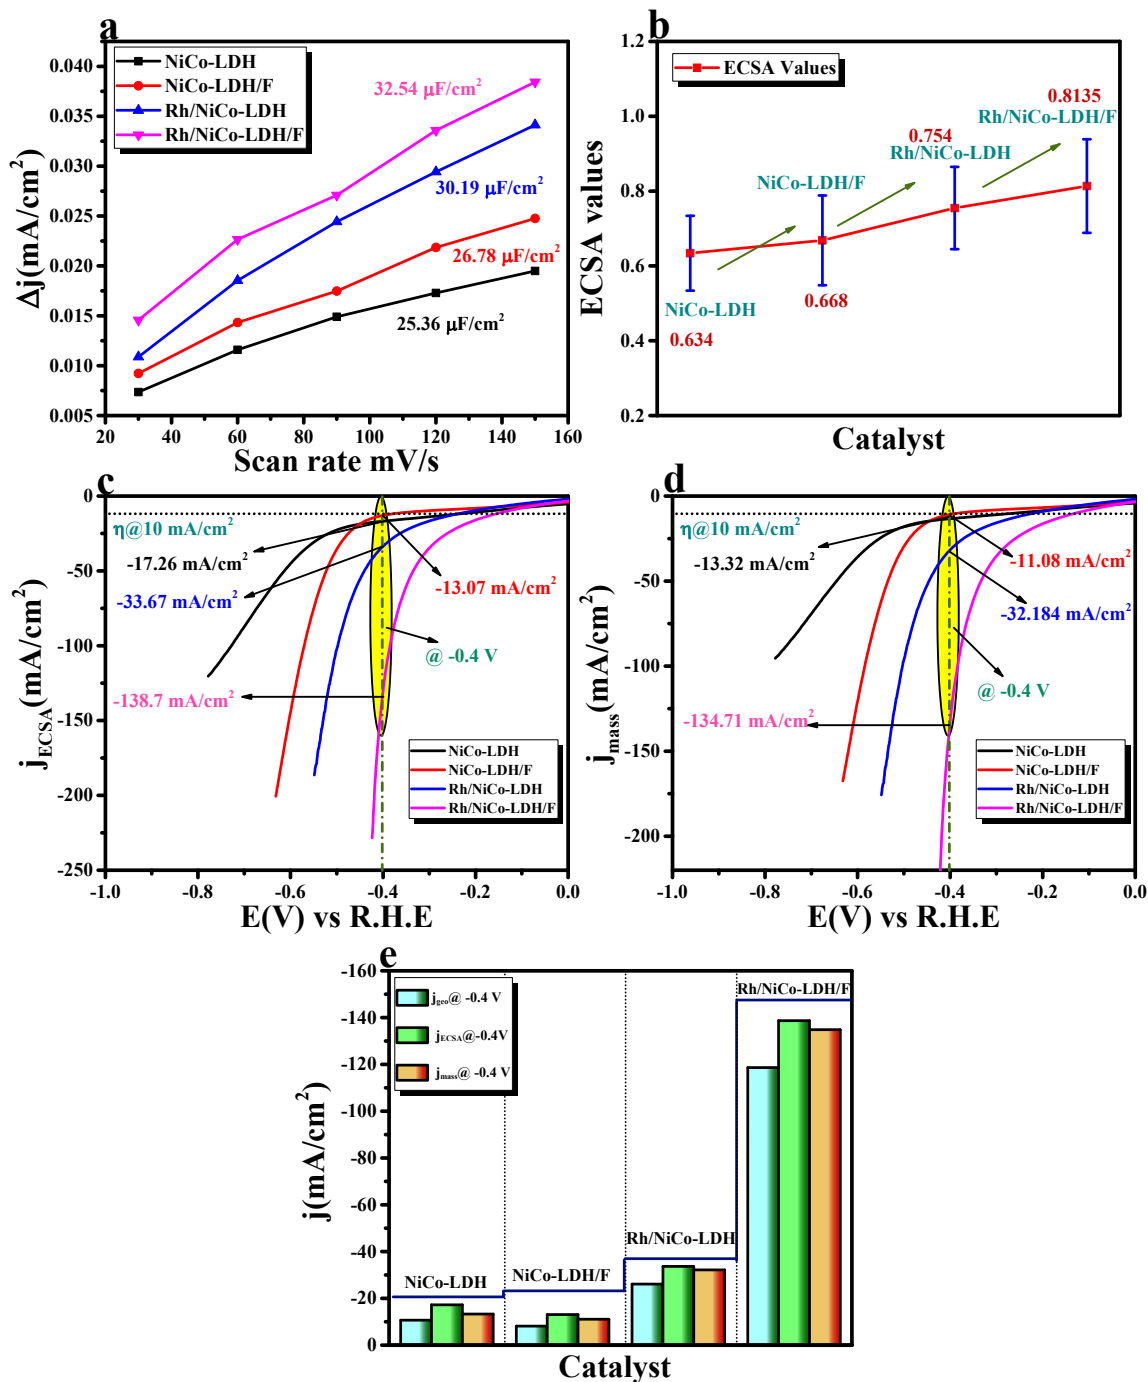 a
NiCo-LDH
NiCo-LDH/F
Rh/NiCo-LDH
Rh/NiCo-LDH/F
32.54 μF/cm²
30.19 μF/cm²
26.78 μF/cm²
25.36 μF/cm²
0.040
0.035
0.030
0.025
0.020
0.015
0.010
0.005
Δj(mA/cm²)
20 40 60 80 100 120 140 160
Scan rate mV/s
b
ECSA Values
1.2
1.0
0.8
0.6
0.4
0.2
ECSA values
0.8135
Rh/NiCo-LDH/F
0.754
Rh/NiCo-LDH
NiCo-LDH/F
0.668
NiCo-LDH
0.634
Catalyst
c
0
-50
-100
-150
-200
-250
j_ECSA(mA/cm²)
η@10 mA/cm²
-17.26 mA/cm²
-13.07 mA/cm²
-33.67 mA/cm²
@ -0.4 V
-138.7 mA/cm²
NiCo-LDH
NiCo-LDH/F
Rh/NiCo-LDH
Rh/NiCo-LDH/F
-1.0 -0.8 -0.6 -0.4 -0.2 0.0
E(V) vs R.H.E
d
0
-50
-100
-150
-200
j_mass(mA/cm²)
η@10 mA/cm²
-13.32 mA/cm²
-11.08 mA/cm²
-32.184 mA/cm²
@ -0.4 V
-134.71 mA/cm²
NiCo-LDH
NiCo-LDH/F
Rh/NiCo-LDH
Rh/NiCo-LDH/F
-1.0 -0.8 -0.6 -0.4 -0.2 0.0
E(V) vs R.H.E
e
-160
-140
-120
-100
-80
-60
-40
-20
0
j(mA/cm²)
j_geo@ -0.4 V
j_ECSA@-0.4V
j_mass@ -0.4 V
NiCo-LDH
NiCo-LDH/F
Rh/NiCo-LDH
Rh/NiCo-LDH/F
Catalyst